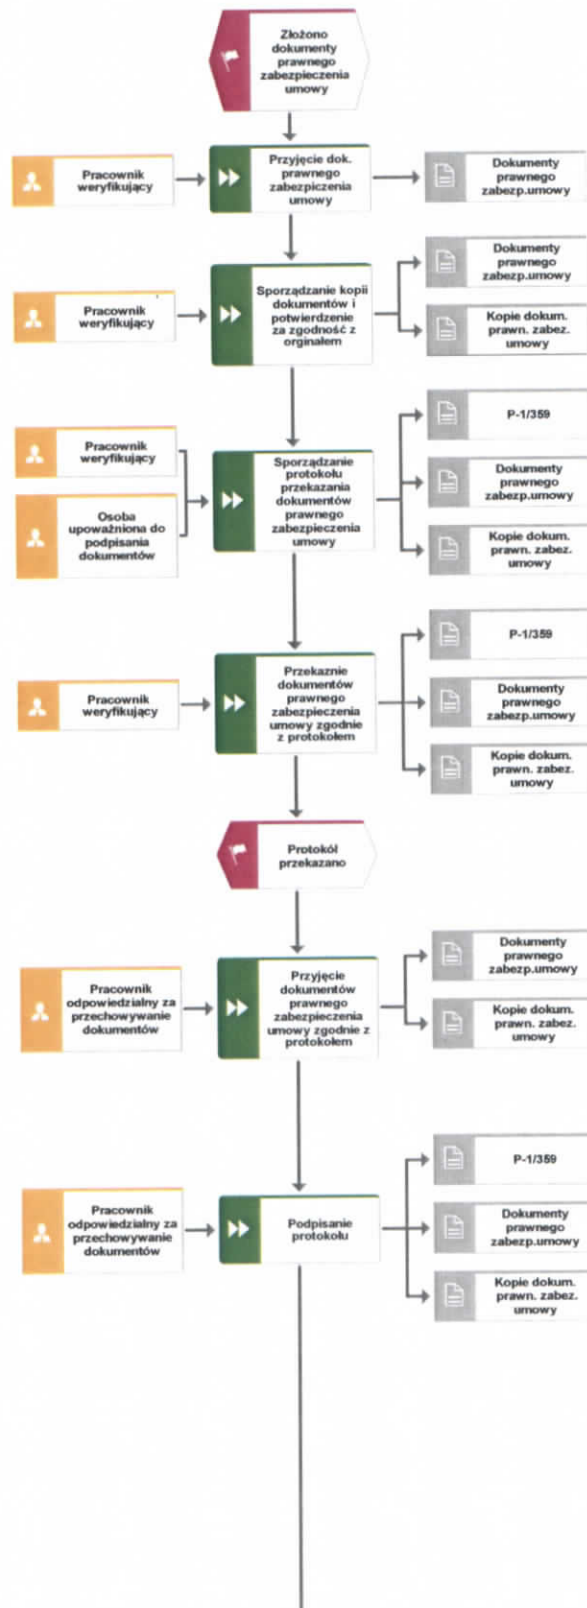 Złożono
dokumenty
prawnego
zabezpieczenia
umowy
Pracownik
weryfikujący
Przyjęcie dok.
prawnego
zabezpiczenia
umowy
Dokumenty
prawnego
zabezp.umowy
Pracownik
weryfikujący
Sporządzanie kopii
dokumentów i
potwierdzenie
za zgodność z
orginałem
Dokumenty
prawnego
zabezp.umowy
Kopie dokum.
prawn. zabez.
umowy
Pracownik
weryfikujący
Osoba
upoważniona do
podpisania
dokumentów
Sporządzanie
protokołu
przekazania
dokumentów
prawnego
zabezpieczenia
umowy
P-1/359
Dokumenty
prawnego
zabezp.umowy
Kopie dokum.
prawn. zabez.
umowy
Pracownik
weryfikujący
Przekaznie
dokumentów
prawnego
zabezpieczenia
umowy zgodnie
z protokołem
P-1/359
Dokumenty
prawnego
zabezp.umowy
Kopie dokum.
prawn. zabez.
umowy
Protokół
przekazano
Pracownik
odpowiedzialny za
przechowywanie
dokumentów
Przyjęcie
dokumentów
prawnego
zabezpieczenia
umowy zgodnie z
protokołem
Dokumenty
prawnego
zabezp.umowy
Kopie dokum.
prawn. zabez.
umowy
Pracownik
odpowiedzialny za
przechowywanie
dokumentów
Podpisanie
protokołu
P-1/359
Dokumenty
prawnego
zabezp.umowy
Kopie dokum.
prawn. zabez.
umowy